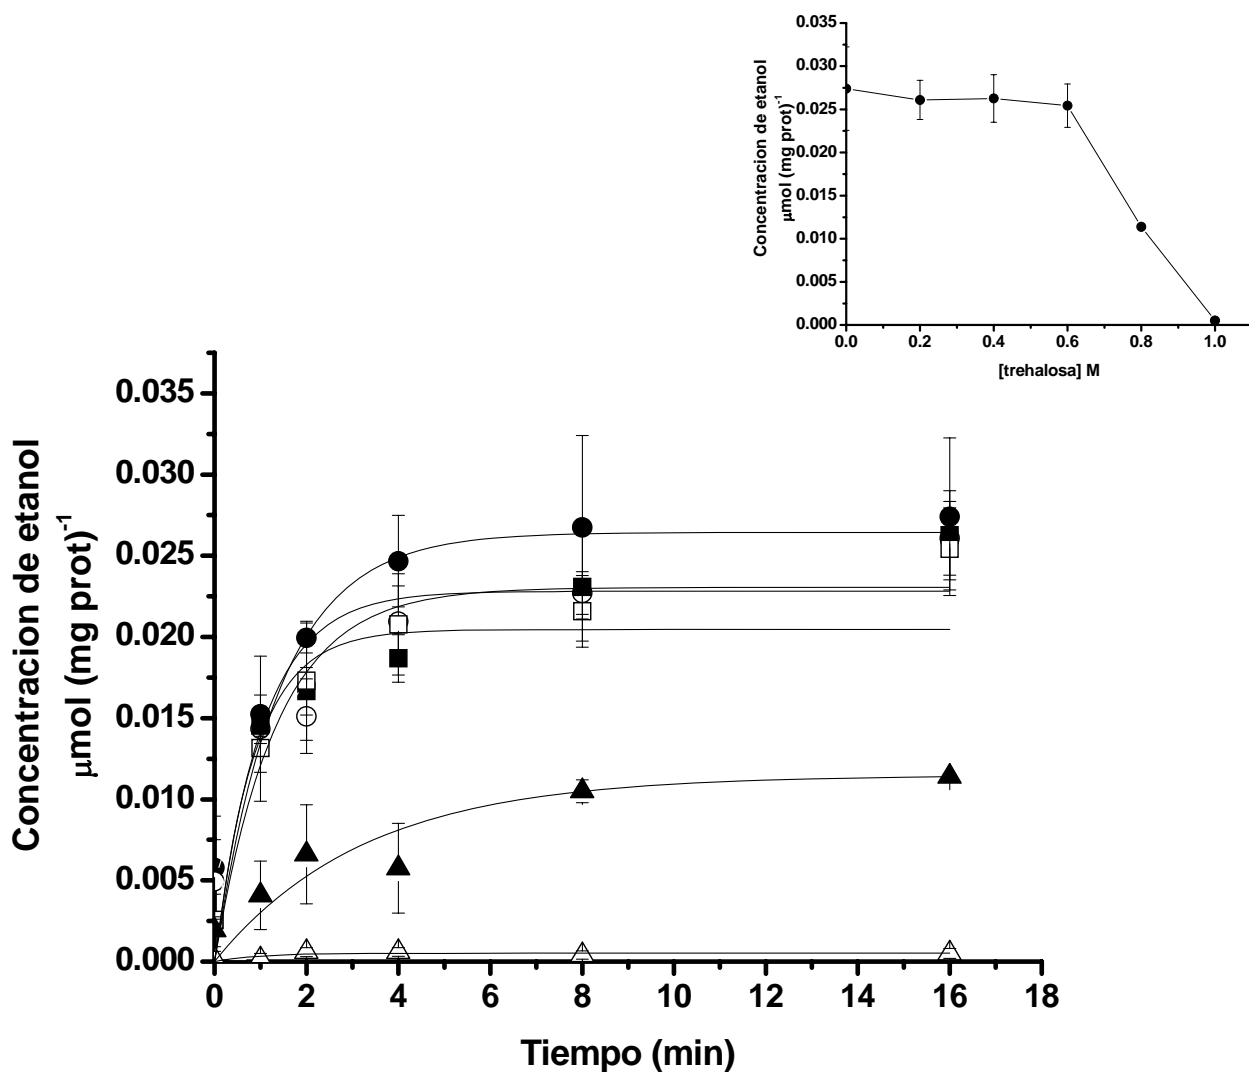 0.035
0.030
0.025
0.020
0.015
0.010
0.005
0.000
Concentracion de etanol
µmol (mg prot)-1
0.0 0.2 0.4 0.6 0.8 1.0
[trehalosa] M
0.035
0.030
0.025
0.020
0.015
0.010
0.005
0.000
Concentracion de etanol
µmol (mg prot)-1
0 2 4 6 8 10 12 14 16 18
Tiempo (min)